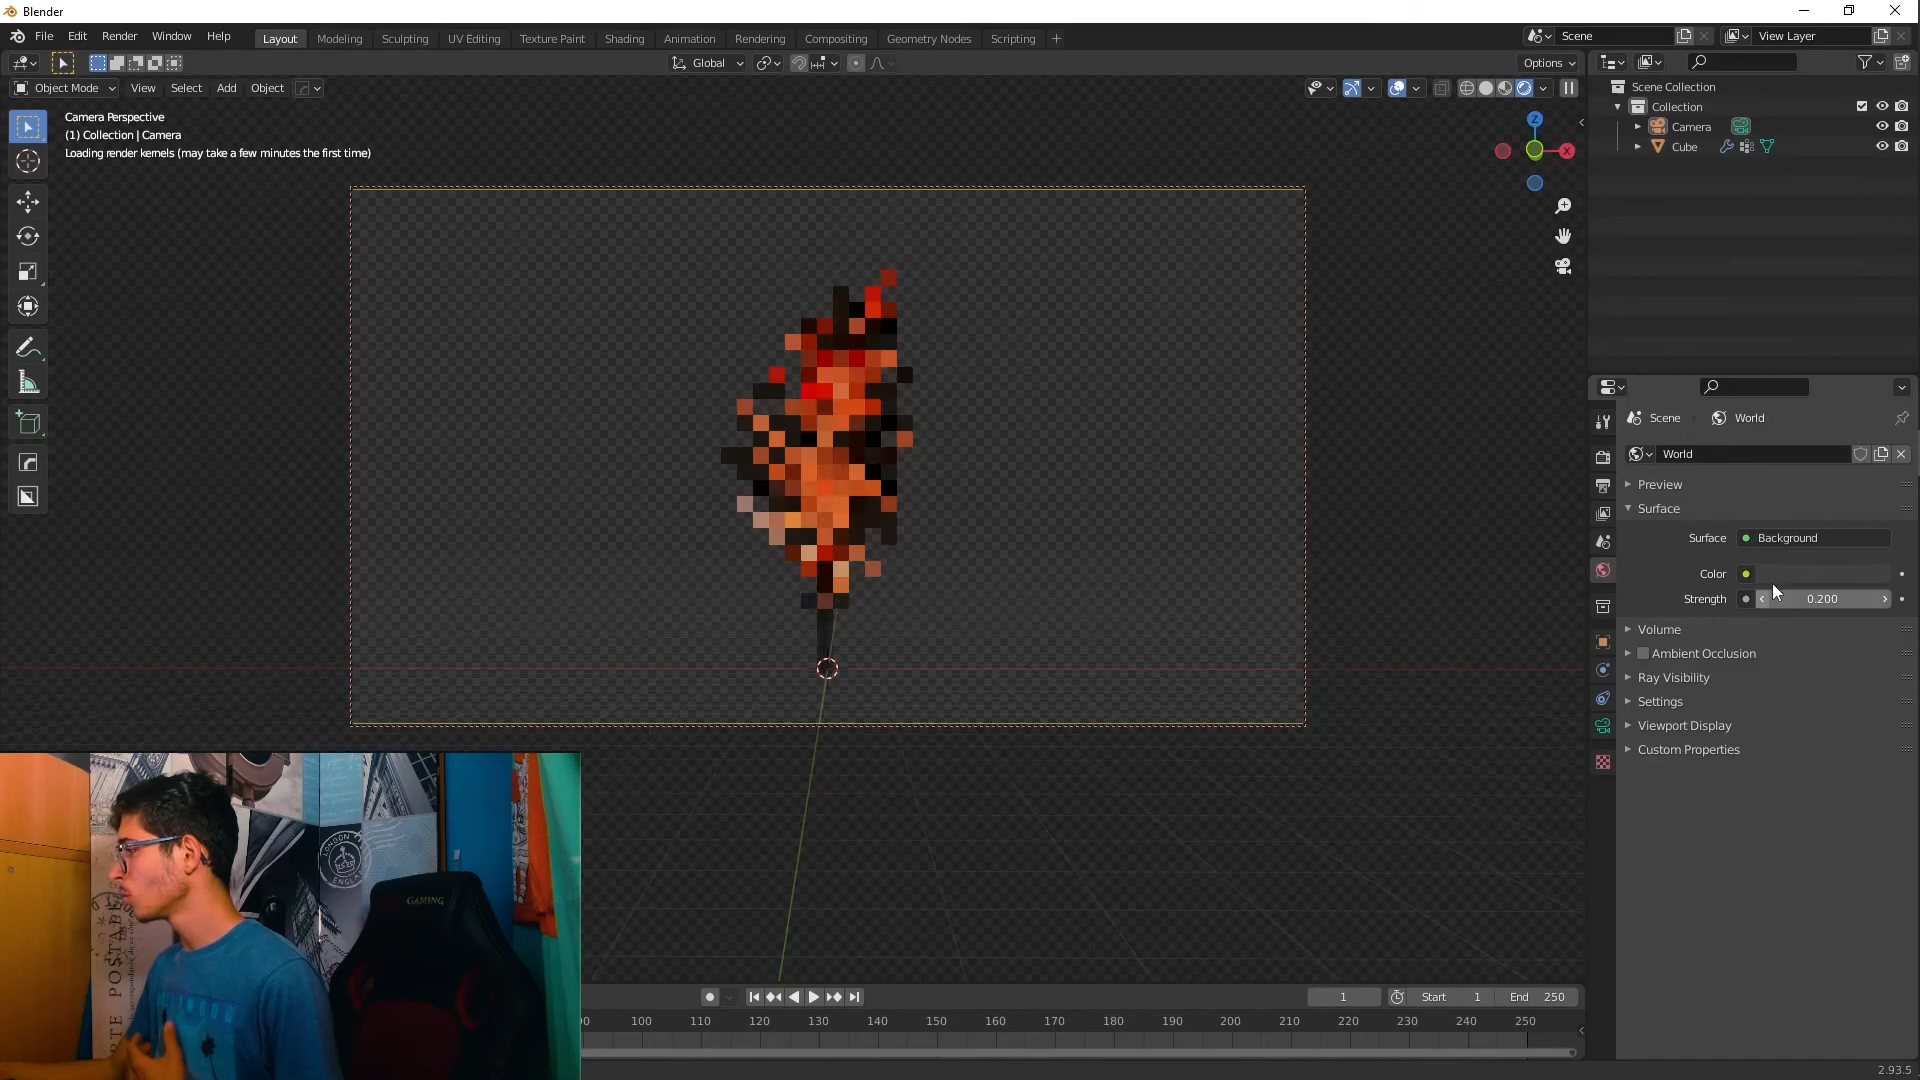 Blender
File Edit Render Window Help
Layout Modeling Sculpting UV Editing Texture Paint Shading Animation Rendering Compositing Geometry Nodes Scripting +
Scene
View Layer
Global
Options
Object Mode View Select Add Object
Camera Perspective
(1) Collection | Camera
Loading render kernels (may take a few minutes the first time)
Z
X
Scene Collection
Collection
Camera
Cube
Scene World
World
Preview
Surface
Surface Background
Color
Strength 0.200
Volume
Ambient Occlusion
Ray Visibility
Settings
Viewport Display
Custom Properties
LONDON
ENGLAND
GAMING
POSTABE
1 Start 1 End 250
100 110 120 130 140 150 160 170 180 190 200 210 220 230 240 250
2.93.5